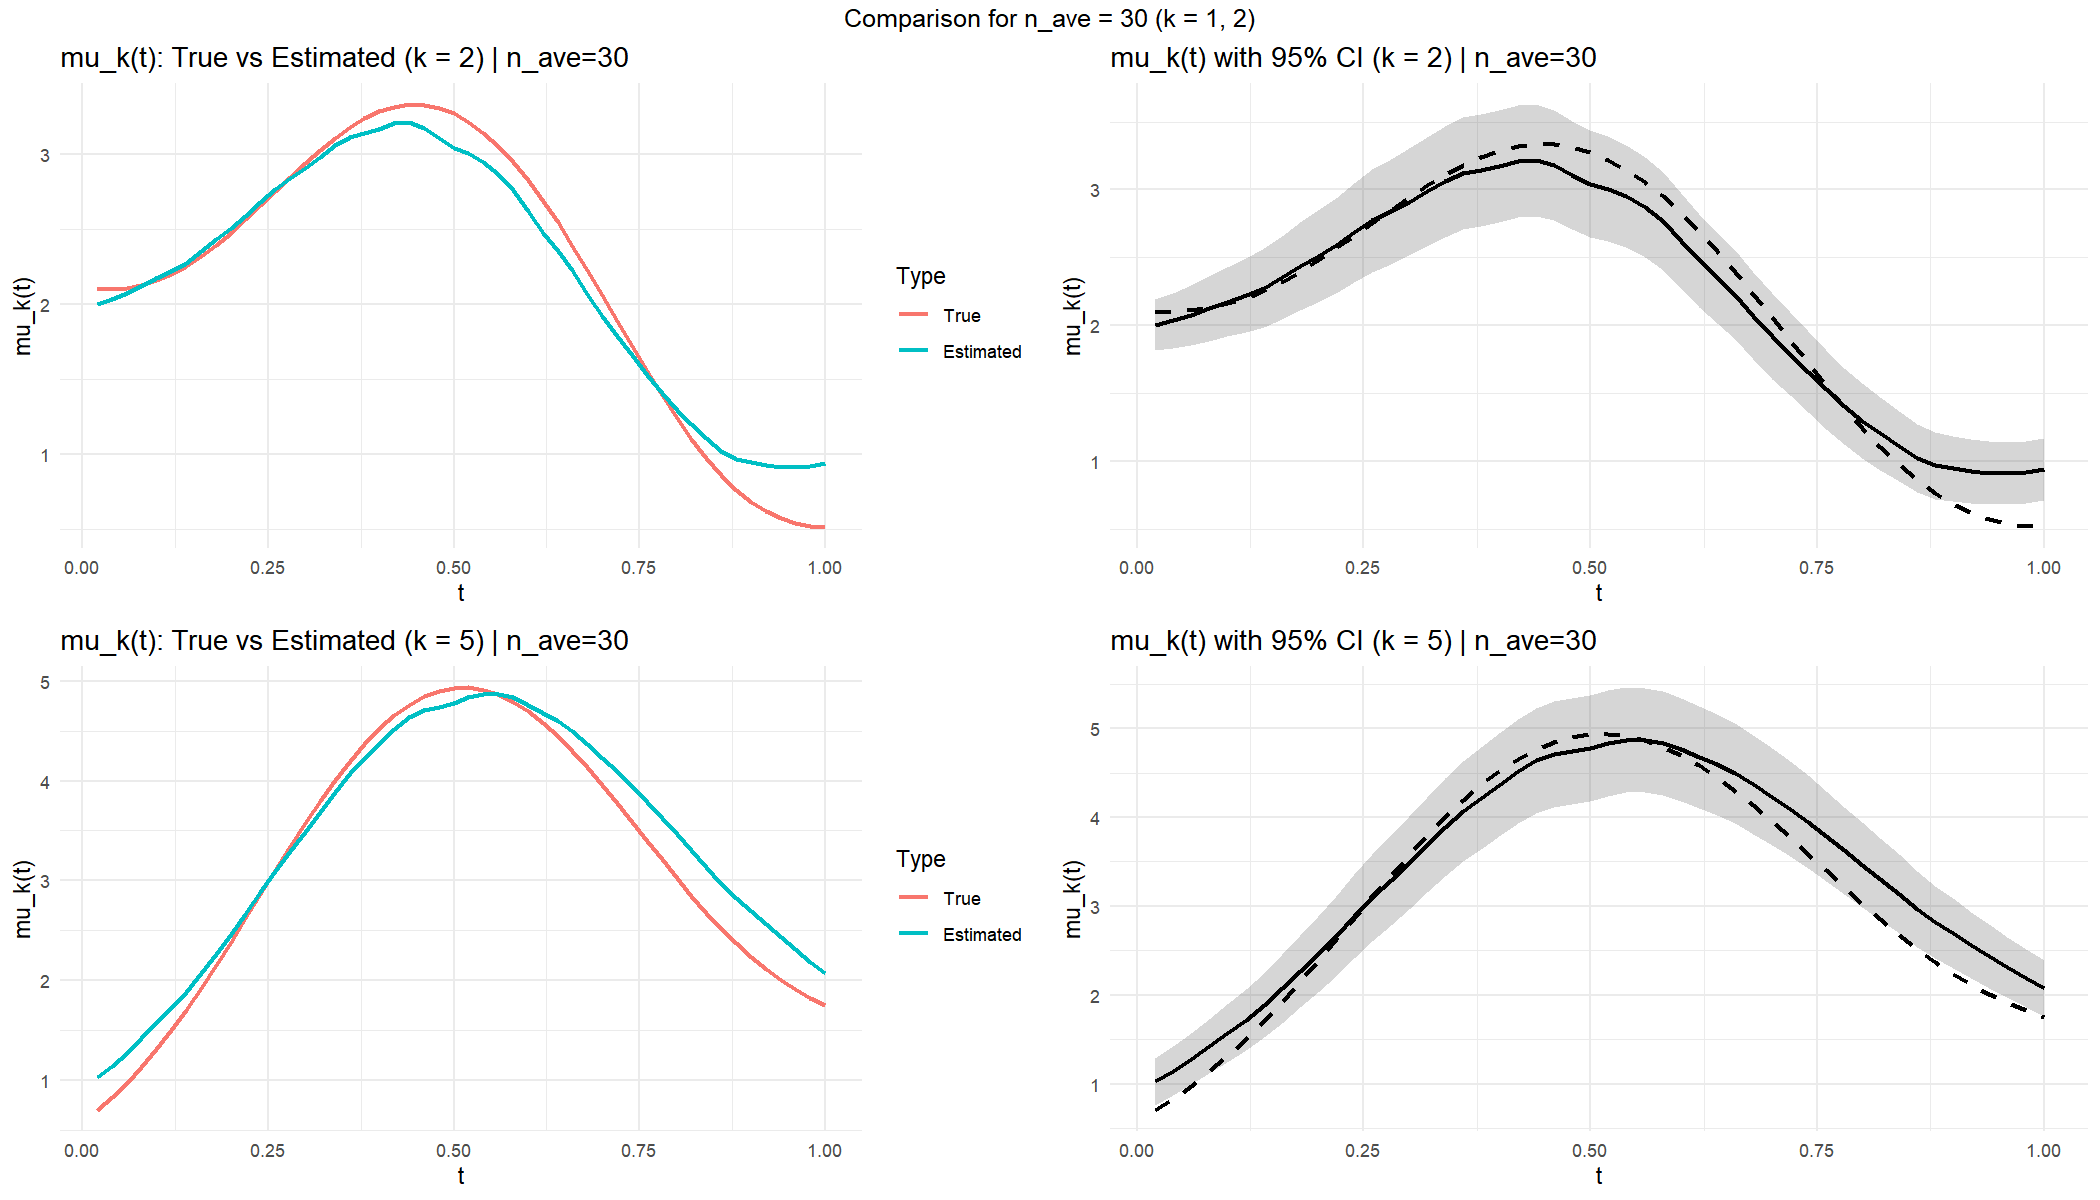 Comparison for n_ave = 30 (k = 1, 2)
mu_k(t): True vs Estimated (k = 2) | n_ave=30
mu_k(t)
3
2
1
0.00 0.25 0.50 0.75 1.00
t
Type
True
Estimated
mu_k(t) with 95% CI (k = 2) | n_ave=30
mu_k(t)
3
2
1
0.00 0.25 0.50 0.75 1.00
t
mu_k(t): True vs Estimated (k = 5) | n_ave=30
mu_k(t)
5
4
3
2
1
0.00 0.25 0.50 0.75 1.00
t
Type
True
Estimated
mu_k(t) with 95% CI (k = 5) | n_ave=30
mu_k(t)
5
4
3
2
1
0.00 0.25 0.50 0.75 1.00
t